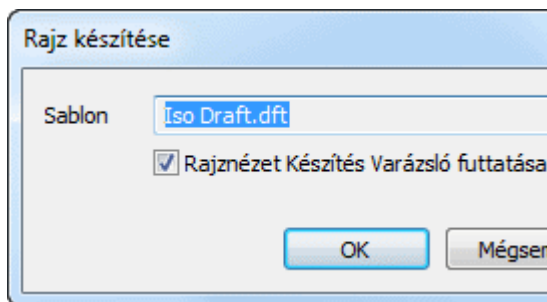 Rajz készítése
Sablon Iso Draft.dft
Rajznézet Készítés Varázsló futtatása
OK Mégsem